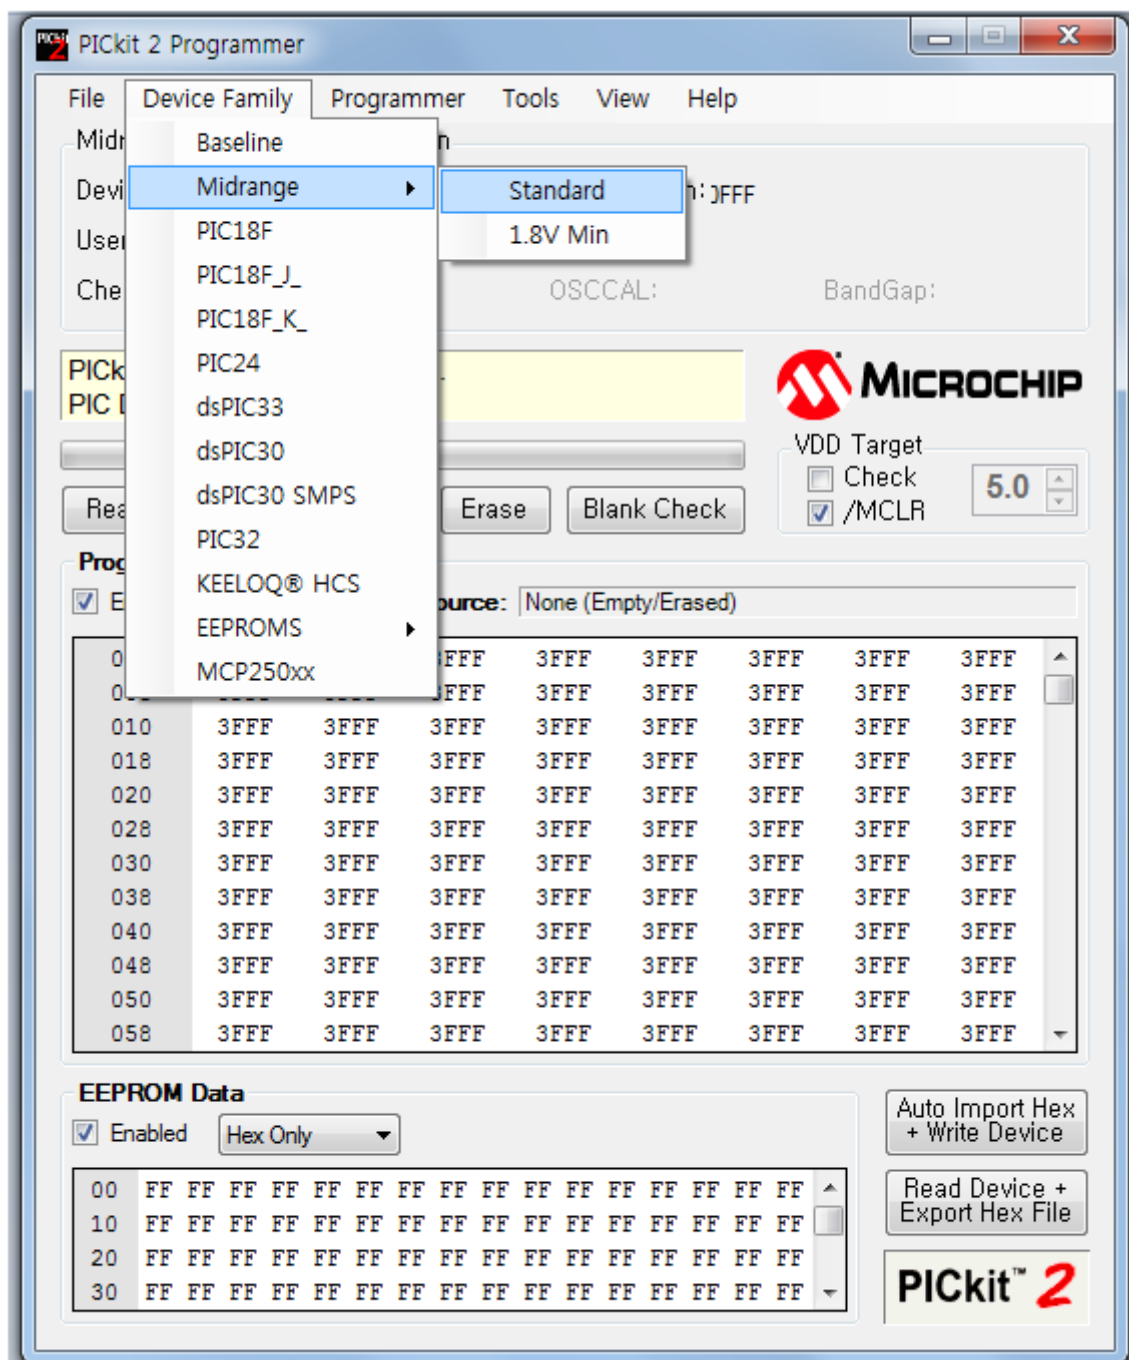 PICkit 2 Programmer
File Device Family Programmer Tools View Help
Baseline
Midrange
Standard
1.8V Min
PIC18F
PIC18F_J_
PIC18F_K_
PIC24
dsPIC33
dsPIC30
dsPIC30 SMPS
PIC32
KEELOQ® HCS
EEPROMS
MCP250xx
OSCCAL: BandGap:
MICROCHIP
VDD Target
Check
/MCLR
5.0
Erase Blank Check
None (Empty/Erased)
3FFF 3FFF 3FFF 3FFF 3FFF
3FFF 3FFF 3FFF 3FFF 3FFF
010 3FFF 3FFF 3FFF 3FFF 3FFF 3FFF 3FFF 3FFF
018 3FFF 3FFF 3FFF 3FFF 3FFF 3FFF 3FFF 3FFF
020 3FFF 3FFF 3FFF 3FFF 3FFF 3FFF 3FFF 3FFF
028 3FFF 3FFF 3FFF 3FFF 3FFF 3FFF 3FFF 3FFF
030 3FFF 3FFF 3FFF 3FFF 3FFF 3FFF 3FFF 3FFF
038 3FFF 3FFF 3FFF 3FFF 3FFF 3FFF 3FFF 3FFF
040 3FFF 3FFF 3FFF 3FFF 3FFF 3FFF 3FFF 3FFF
048 3FFF 3FFF 3FFF 3FFF 3FFF 3FFF 3FFF 3FFF
050 3FFF 3FFF 3FFF 3FFF 3FFF 3FFF 3FFF 3FFF
058 3FFF 3FFF 3FFF 3FFF 3FFF 3FFF 3FFF 3FFF
EEPROM Data
Enabled Hex Only
00 FF FF FF FF FF FF FF FF FF FF FF FF FF FF FF FF
10 FF FF FF FF FF FF FF FF FF FF FF FF FF FF FF FF
20 FF FF FF FF FF FF FF FF FF FF FF FF FF FF FF FF
30 FF FF FF FF FF FF FF FF FF FF FF FF FF FF FF FF
Auto Import Hex
+ Write Device
Read Device +
Export Hex File
PICkit™ 2